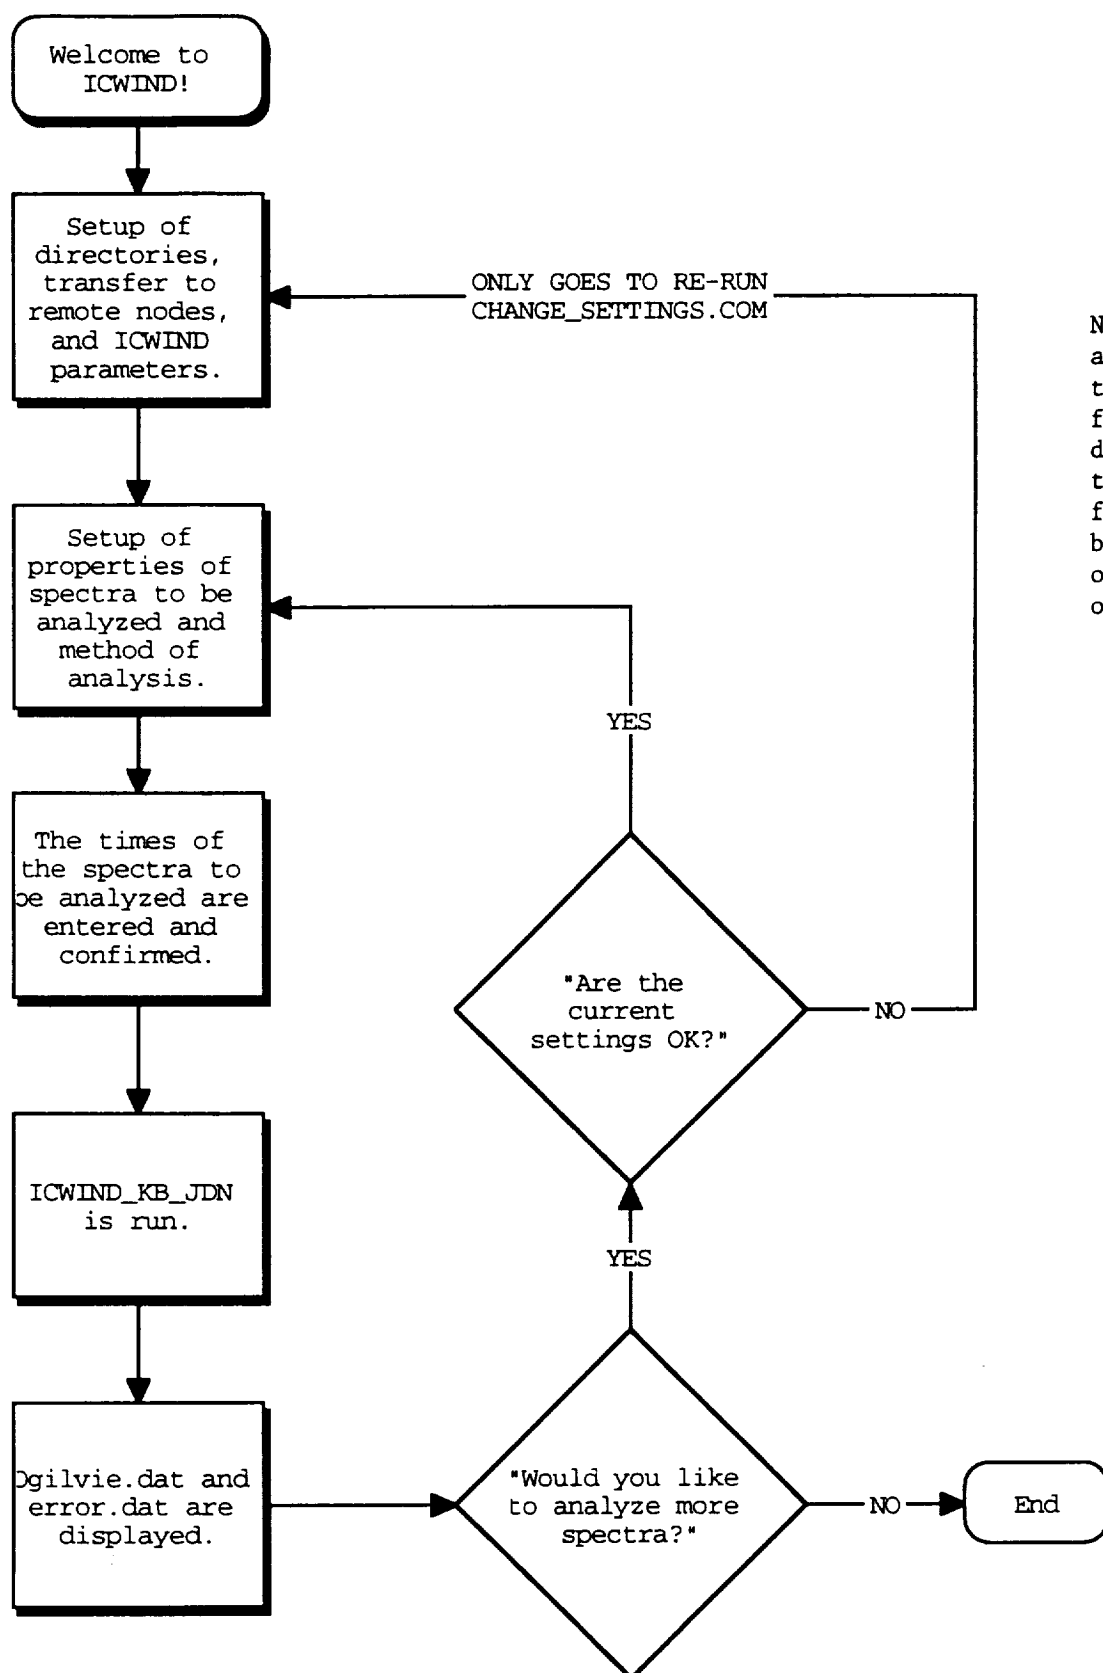 Welcome to
ICWIND!
Setup of
directories,
transfer to
remote nodes,
and ICWIND
parameters.
ONLY GOES TO RE-RUN
CHANGE_SETTINGS.COM
Setup of
properties of
spectra to be
analyzed and
method of
analysis.
YES
The times of
the spectra to
be analyzed are
entered and
confirmed.
"Are the
current
settings OK?"
NO
ICWIND_KB_JDN
is run.
YES
Ogilvie.dat and
error.dat are
displayed.
"Would you like
to analyze more
spectra?"
NO
End